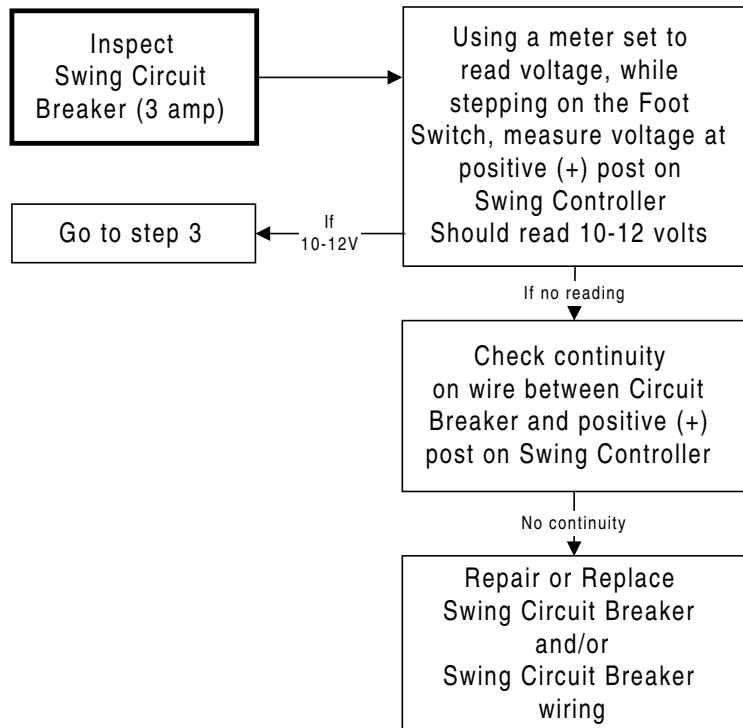 Inspect
Swing Circuit
Breaker (3 amp)
Using a meter set to
read voltage, while
stepping on the Foot
Switch, measure voltage at
positive (+) post on
Swing Controller
Should read 10-12 volts
If
10-12V
Go to step 3
If no reading
Check continuity
on wire between Circuit
Breaker and positive (+)
post on Swing Controller
No continuity
Repair or Replace
Swing Circuit Breaker
and/or
Swing Circuit Breaker
wiring